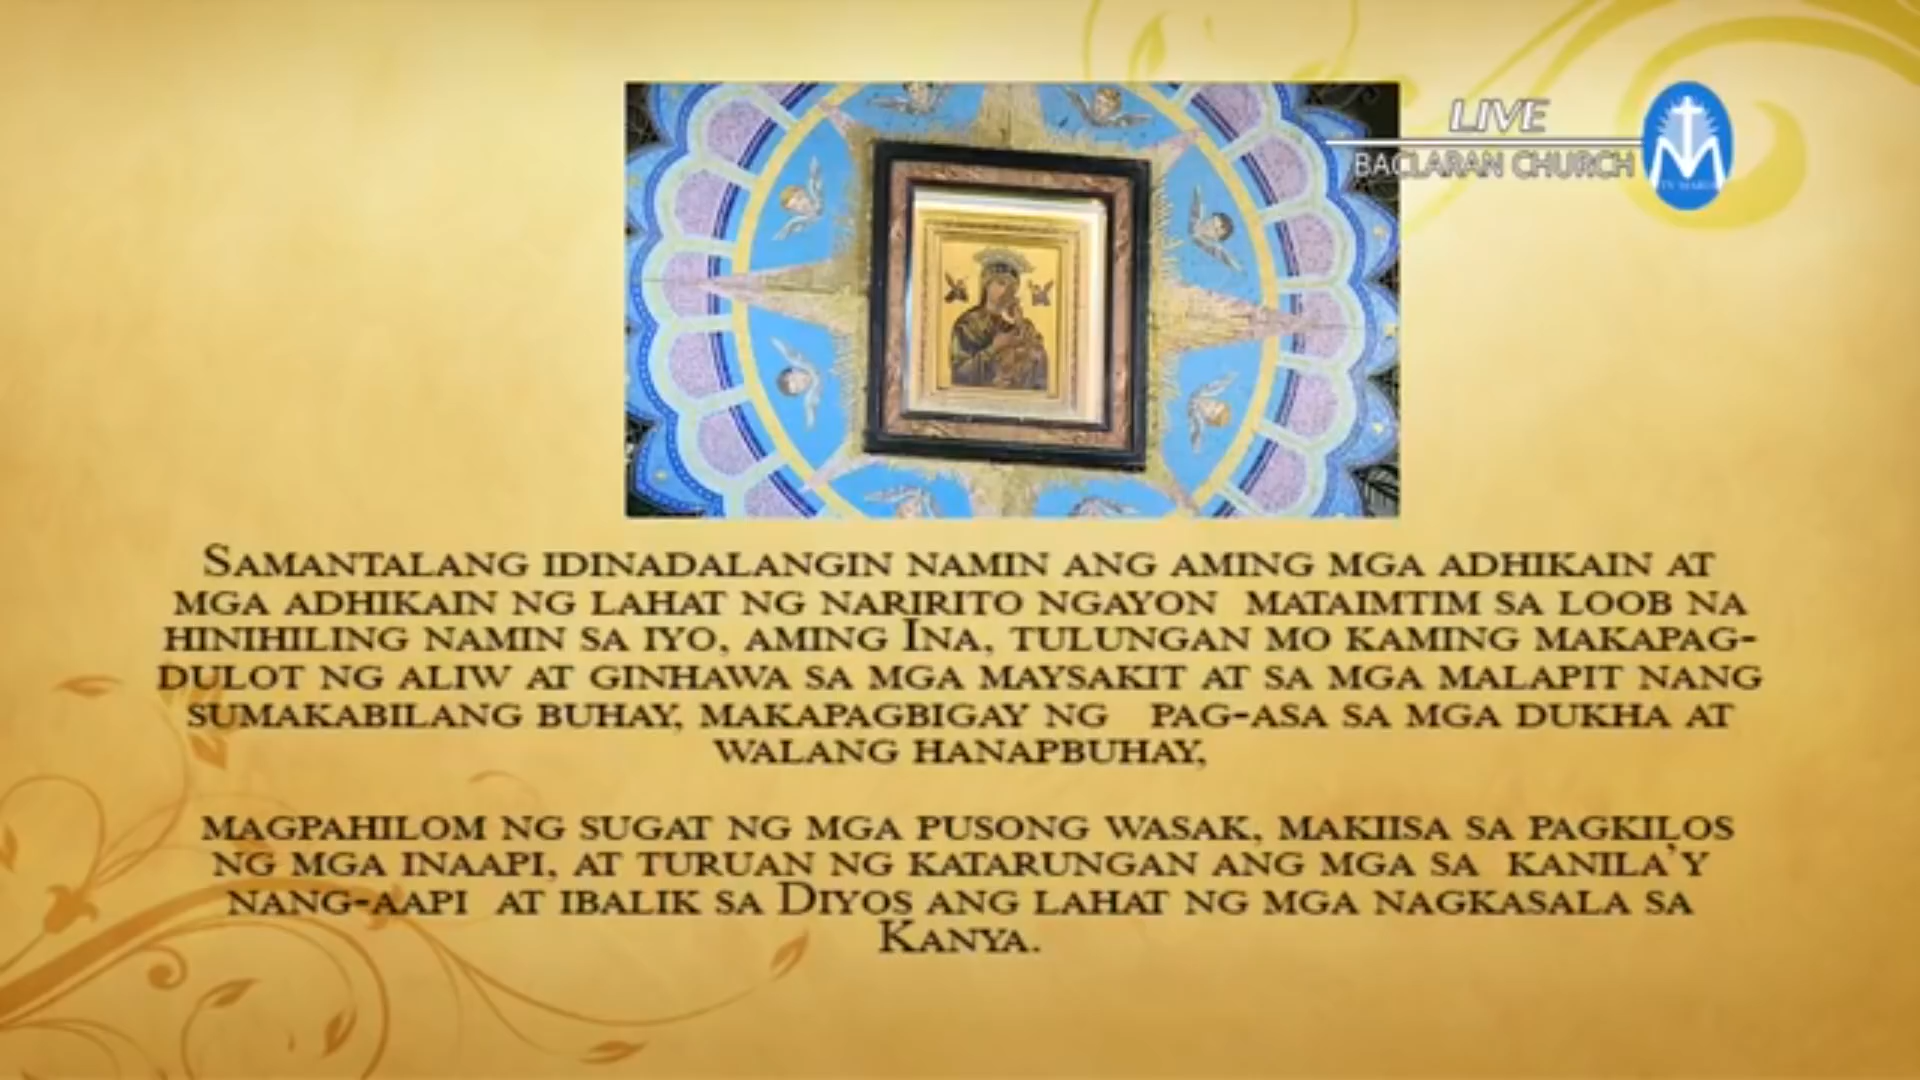 LIVE
BACLARAN CHURCH
TV MARIA
Samantalang idinadalangin namin ang aming mga adhikain at
mga adhikain ng lahat ng naririto ngayon mataimtim sa loob na
hinihiling namin sa iyo, aming Ina, tulungan mo kaming makapag-
dulot ng aliw at ginhawa sa mga maysakit at sa mga malapit nang
sumakabilang buhay, makapagbigay ng pag-asa sa mga dukha at
walang hanapbuhay,
magpahilom ng sugat ng mga pusong wasak, makiisa sa pagkilos
ng mga inaapi, at turuan ng katarungan ang mga sa kanila'y
nang-aapi at ibalik sa Diyos ang lahat ng mga nagkasala sa
Kanya.